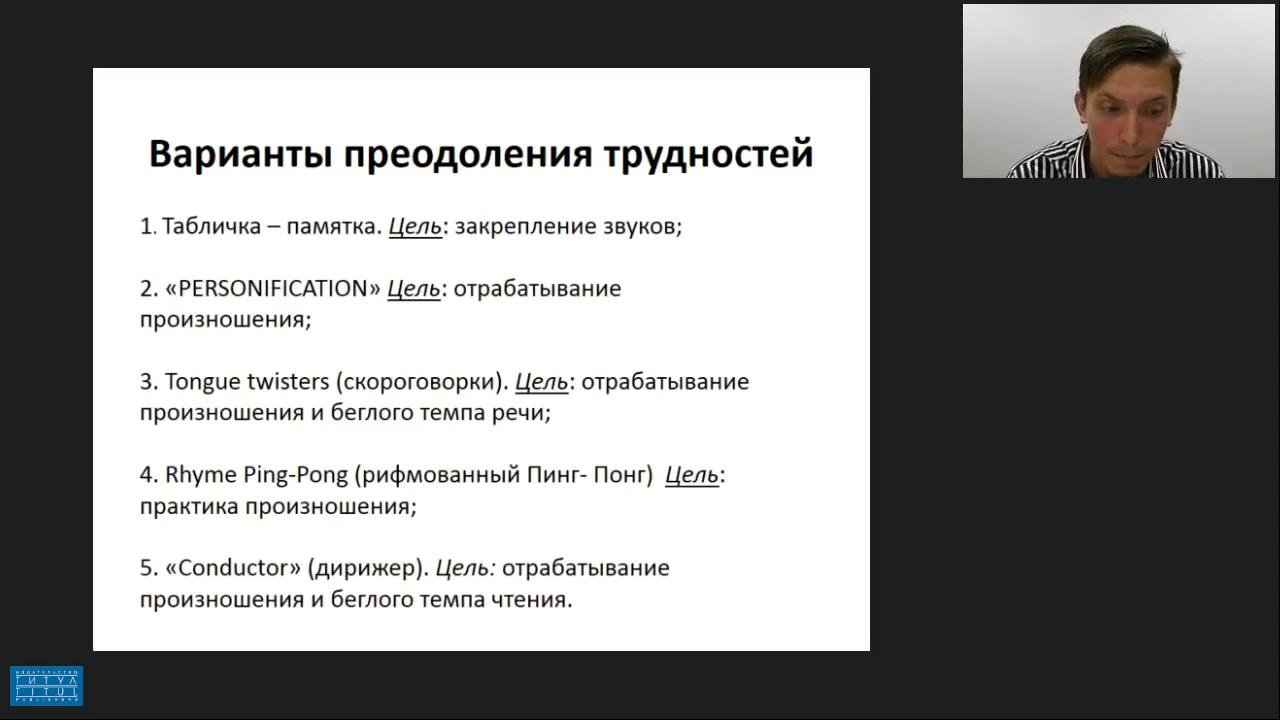 Варианты преодоления трудностей
1. Табличка – памятка. Цель: закрепление звуков;
2. «PERSONIFICATION» Цель: отрабатывание
произношения;
3. Tongue twisters (скороговорки). Цель: отрабатывание
произношения и беглого темпа речи;
4. Rhyme Ping-Pong (рифмованный Пинг- Понг)  Цель:
практика произношения;
5. «Conductor» (дирижер). Цель: отрабатывание
произношения и беглого темпа чтения.
ИЗДАТЕЛЬСТВО
ТИТУЛ
TITUL
PUBLISHERS